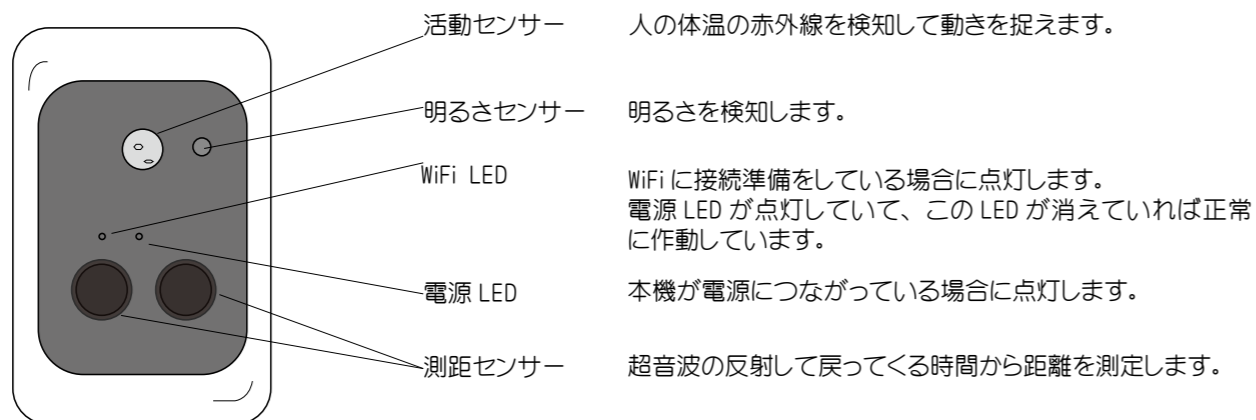 活動センサー 人の体温の赤外線を検知して動きを捉えます。
明るさセンサー 明るさを検知します。
WiFi LED WiFiに接続準備をしている場合に点灯します。
電源 LED が点灯していて、この LED が消えていれば正常
に作動しています。
電源 LED 本機が電源につながっている場合に点灯します。
測距センサー 超音波の反射して戻ってくる時間から距離を測定します。